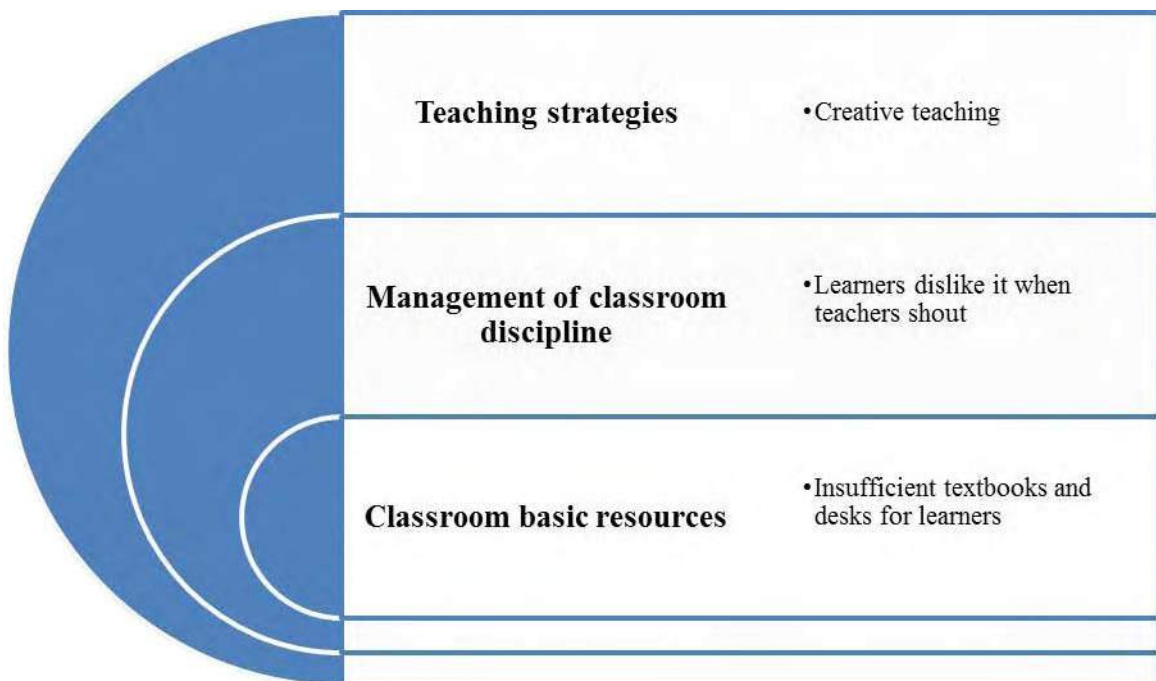 Teaching strategies
•Creative teaching
Management of classroom
discipline
•Learners dislike it when
teachers shout
Classroom basic resources
•Insufficient textbooks and
desks for learners